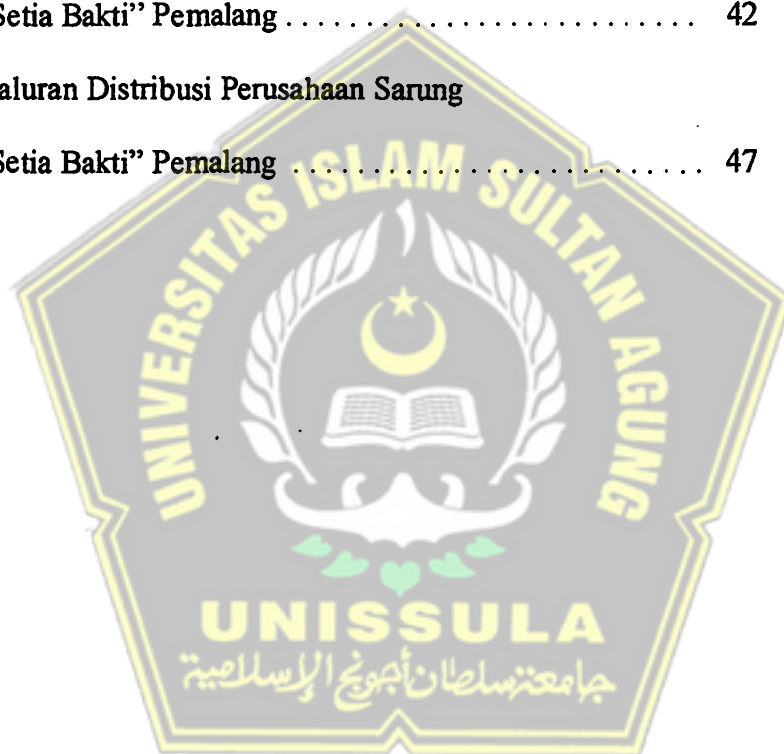 Setia Bakti” Pemalang . . . . . . . . . . . . . . . . . . . . . . . . . . . . 42
aluran Distribusi Perusahaan Sarung
Setia Bakti” Pemalang . . . . . . . . . . . . . . . . . . . . . . . . . . . . 47
UNIVERSITAS ISLAM SULTAN AGUNG
UNISSULA
جامعة سلطان أجونج الإسلامية